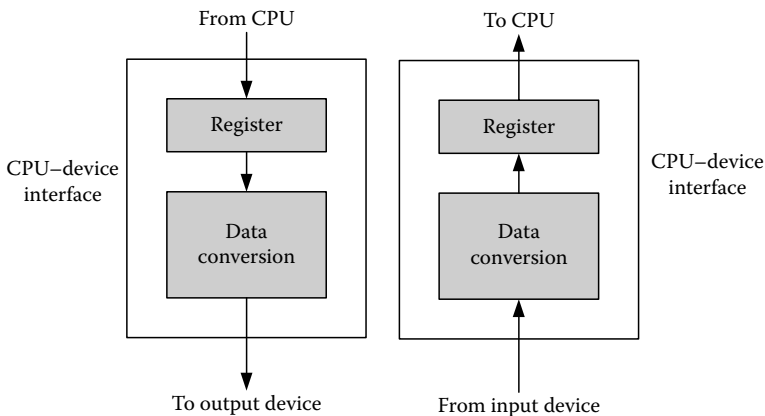 From CPU
Register
CPU–device
interface
Data
conversion
To output device
To CPU
Register
CPU–device
interface
Data
conversion
From input device